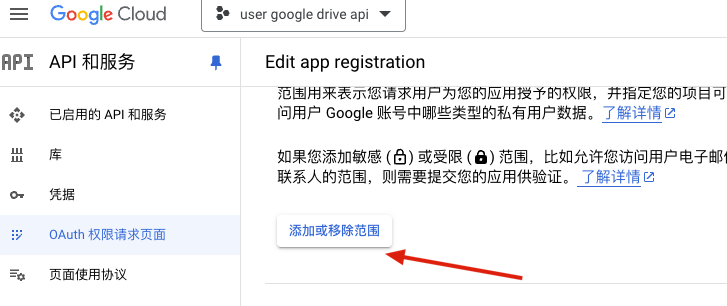 Google Cloud
user google drive api
API
API 和服务
Edit app registration
已启用的 API 和服务
库
凭据
OAuth 权限请求页面
页面使用协议
范围用来表示您请求用户为您的应用授予的权限，并指定您的项目可
问用户 Google 账号中哪些类型的私有用户数据。了解详情
如果您添加敏感 () 或受限 () 范围，比如允许您访问用户电子邮
联系人的范围，则需要提交您的应用供验证。了解详情
添加或移除范围